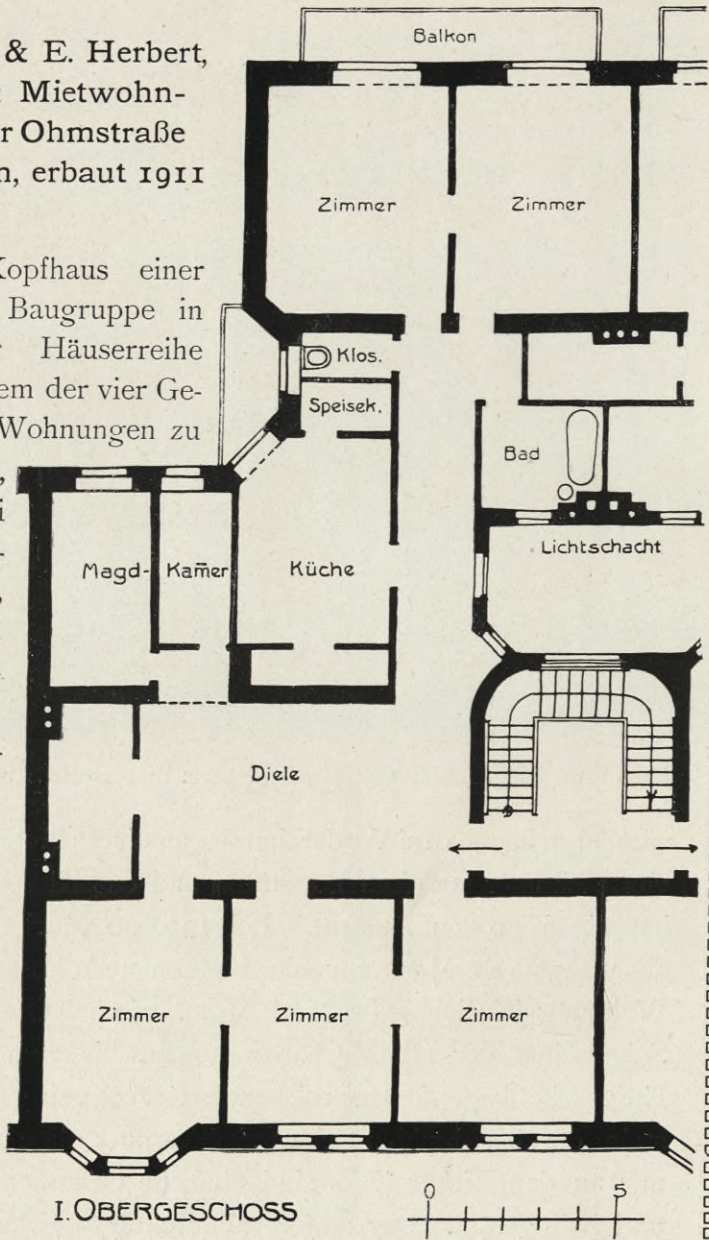 & E. Herbert,
Mietwohn-
r Ohmstraße
n, erbaut 1911
Kopfhaus einer
Baugruppe in
Häuserreihe
em der vier Ge-
Wohnungen zu
,
i
-
,
-
Balkon
Zimmer
Zimmer
Klos.
Speisek.
Bad
Lichtschacht
Magd-
Kam̄er
Küche
Diele
Zimmer
Zimmer
Zimmer
I. OBERGESCHOSS
0 5